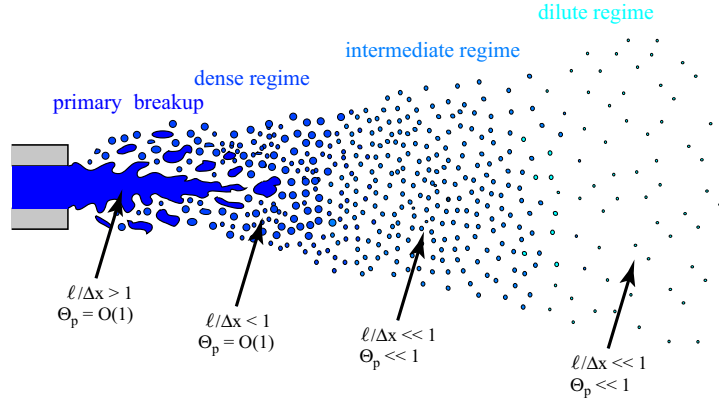 dilute regime
intermediate regime
dense regime
primary breakup
ℓ/Δx > 1
Θp = O(1)
ℓ/Δx < 1
Θp = O(1)
ℓ/Δx << 1
Θp << 1
ℓ/Δx << 1
Θp << 1